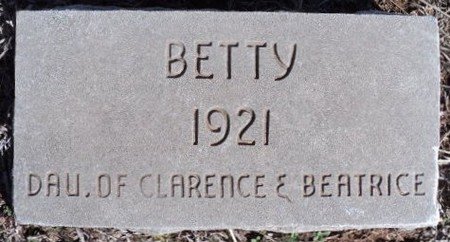 BETTY
1921
DAU. OF CLARENCE & BEATRICE